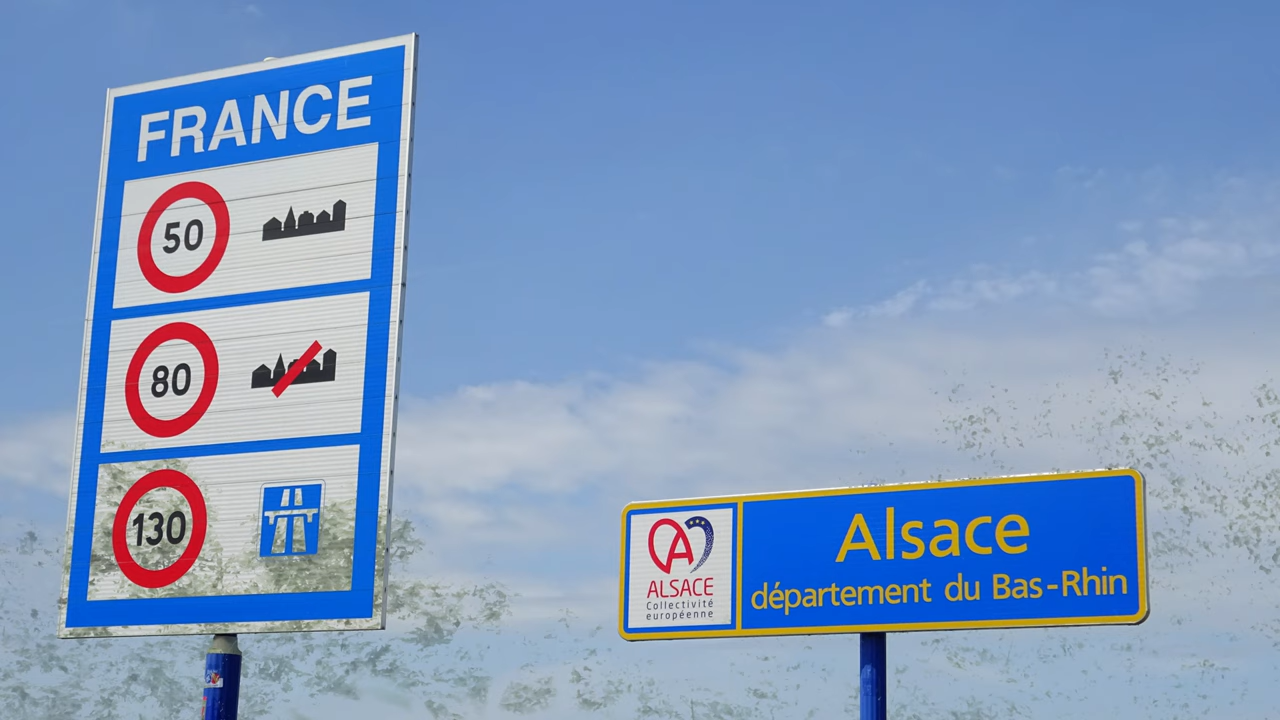 FRANCE
50
80
130
Alsace
département du Bas-Rhin
ALSACE
Collectivité
européenne